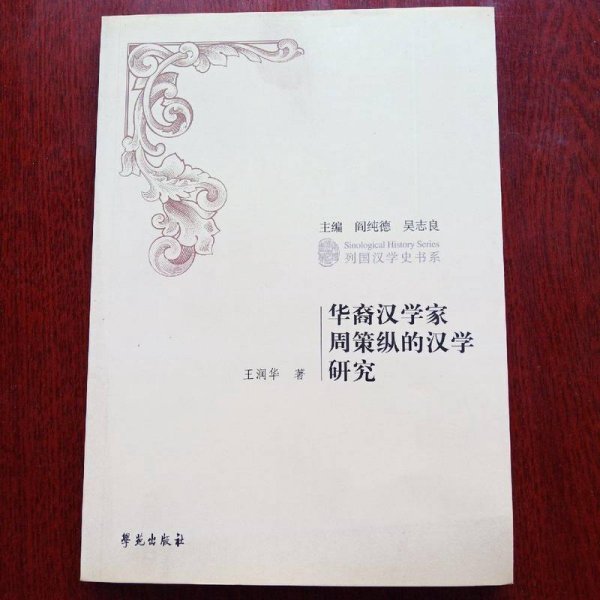 主编 阎纯德 吴志良
Sinological History Series
列国汉学史书系
华裔汉学家
周策纵的汉学
研究
王润华 著
學苑出版社